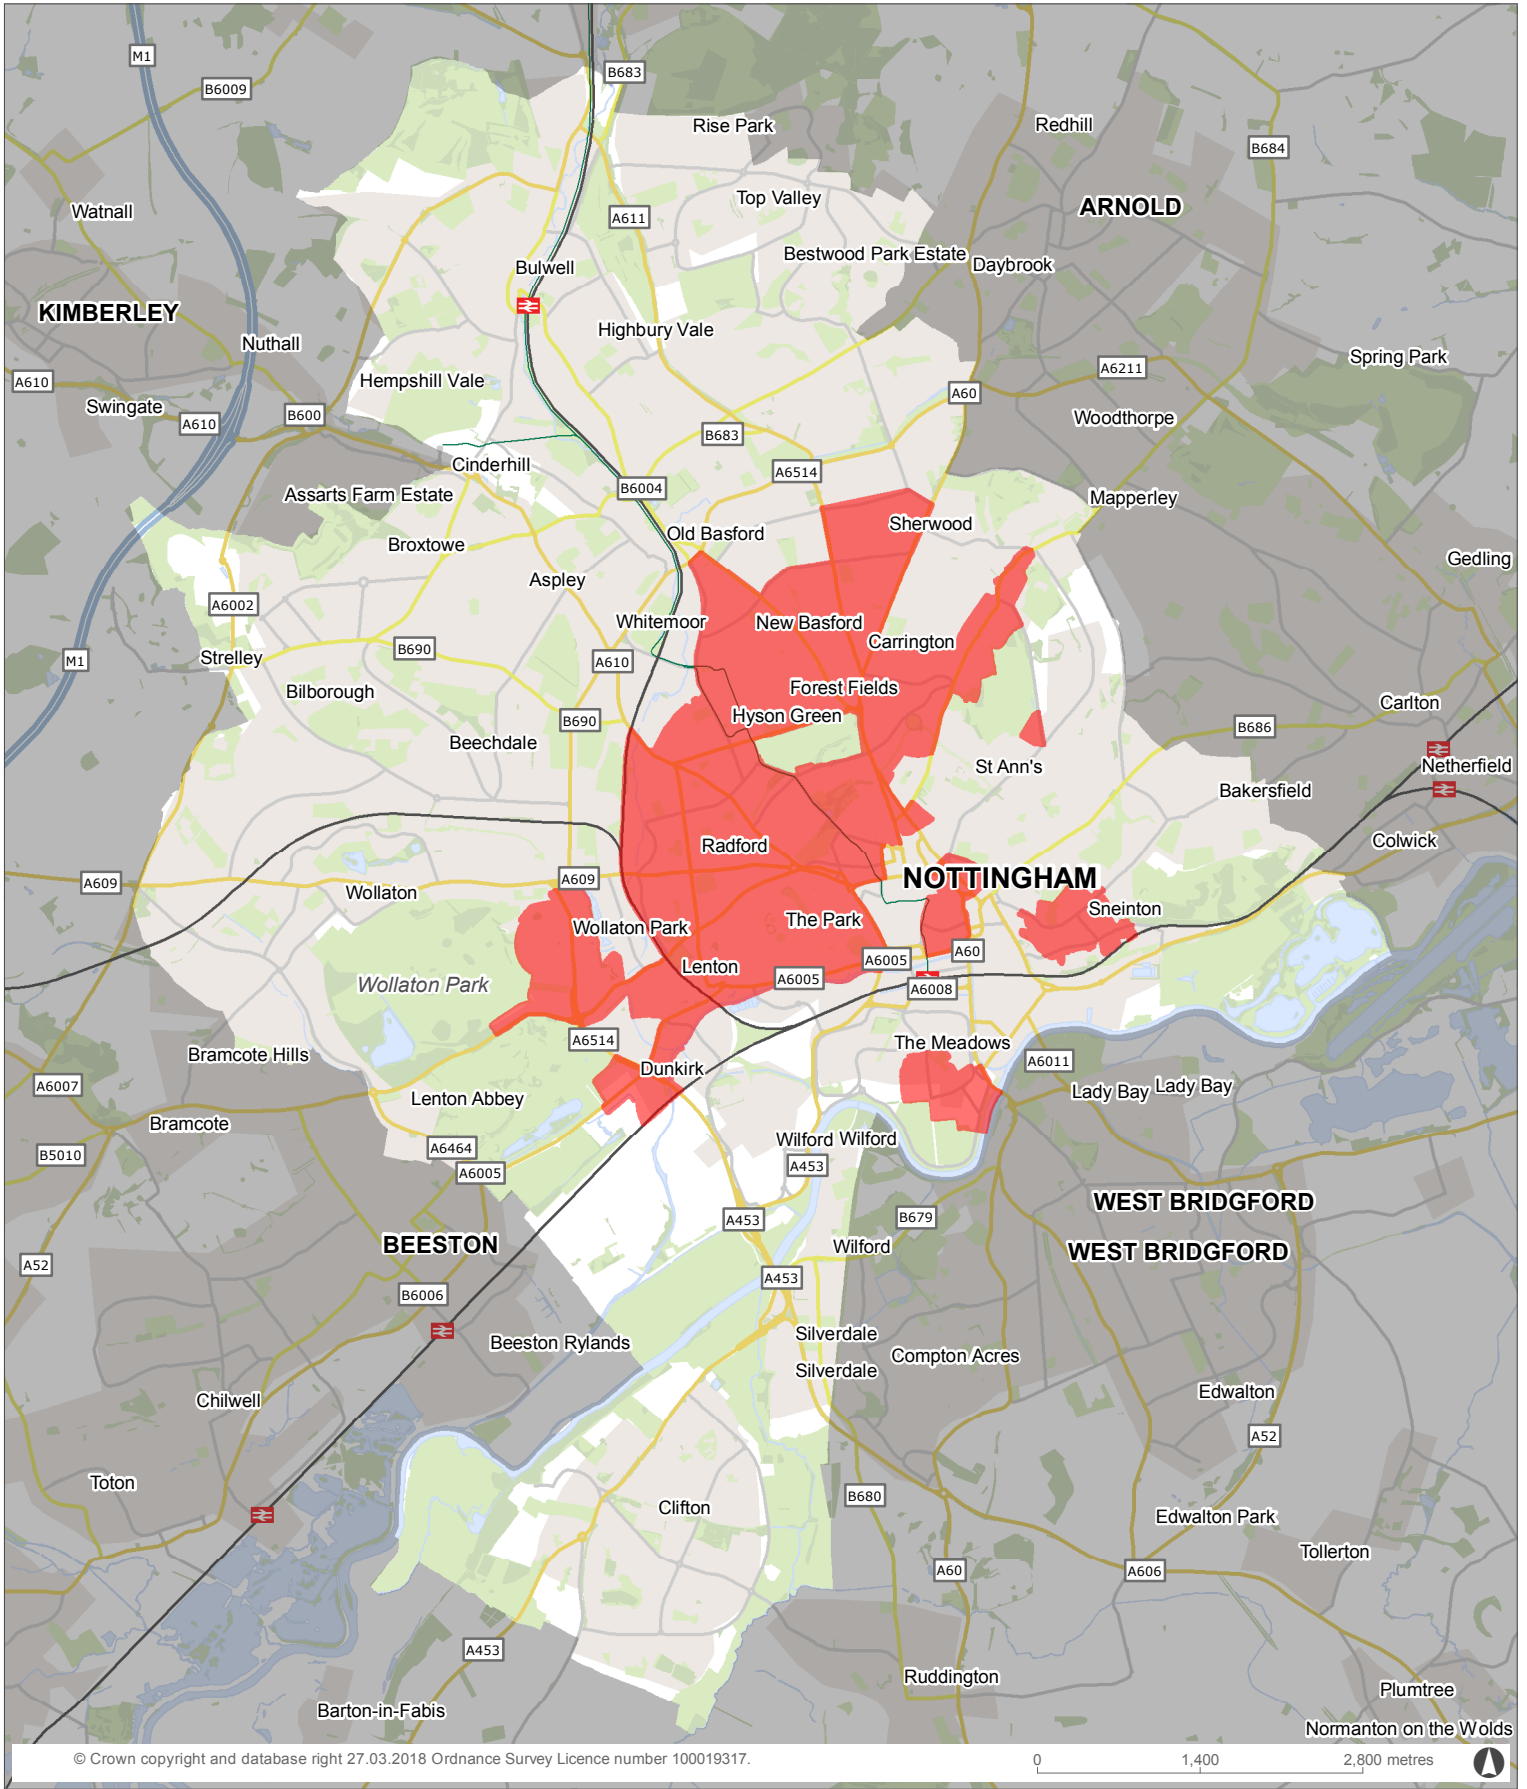 M1
B683
B6009
Rise Park
Redhill
B684
Top Valley
ARNOLD
Watnall
A611
Bestwood Park Estate
Daybrook
Bulwell
KIMBERLEY
Highbury Vale
Nuthall
Spring Park
A6211
A610
Hempshill Vale
A60
Swingate
B600
A610
Woodthorpe
B683
Cinderhill
A6514
B6004
Assarts Farm Estate
Mapperley
Sherwood
Old Basford
Broxtowe
Gedling
Aspley
A6002
Whitemoor
New Basford
Carrington
B690
Strelley
M1
A610
Bilborough
Forest Fields
Carlton
Hyson Green
B690
B686
Beechdale
St Ann's
Netherfield
Bakersfield
Radford
Colwick
A609
A609
NOTTINGHAM
Wollaton
Sneinton
The Park
Wollaton Park
A60
A6005
Lenton
A6005
Wollaton Park
A6008
A6514
The Meadows
Bramcote Hills
A6011
Dunkirk
A6007
Lady Bay
Lady Bay
Lenton Abbey
Bramcote
Wilford
Wilford
A6464
B5010
A453
A6005
WEST BRIDGFORD
A453
B679
BEESTON
Wilford
WEST BRIDGFORD
A52
A453
B6006
Silverdale
Beeston Rylands
Compton Acres
Silverdale
Edwalton
Chilwell
A52
Toton
B680
Clifton
Edwalton Park
Tollerton
A60
A606
A453
Ruddington
Plumtree
Barton-in-Fabis
Normanton on the Wolds
© Crown copyright and database right 27.03.2018 Ordnance Survey Licence number 100019317.
0 1,400 2,800 metres